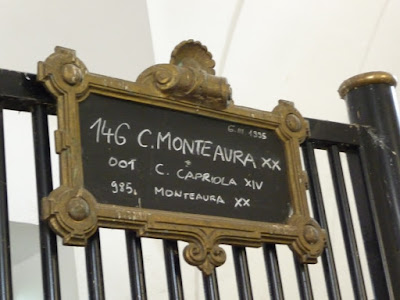 G.M. 1995
146 C. MONTEAURA XX
001 C. CAPRIOLA XIV
985. MONTEAURA XX